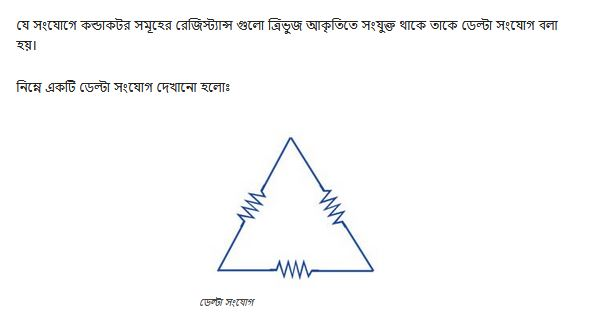 যে সংযোগে কন্ডাকটর সমূহের রেজিস্ট্যান্স গুলো ত্রিভুজ আকৃতিতে সংযুক্ত থাকে তাকে ডেল্টা সংযোগ বলা
হয়।
নিম্নে একটি ডেল্টা সংযোগ দেখানো হলোঃ
ডেল্টা সংযোগ